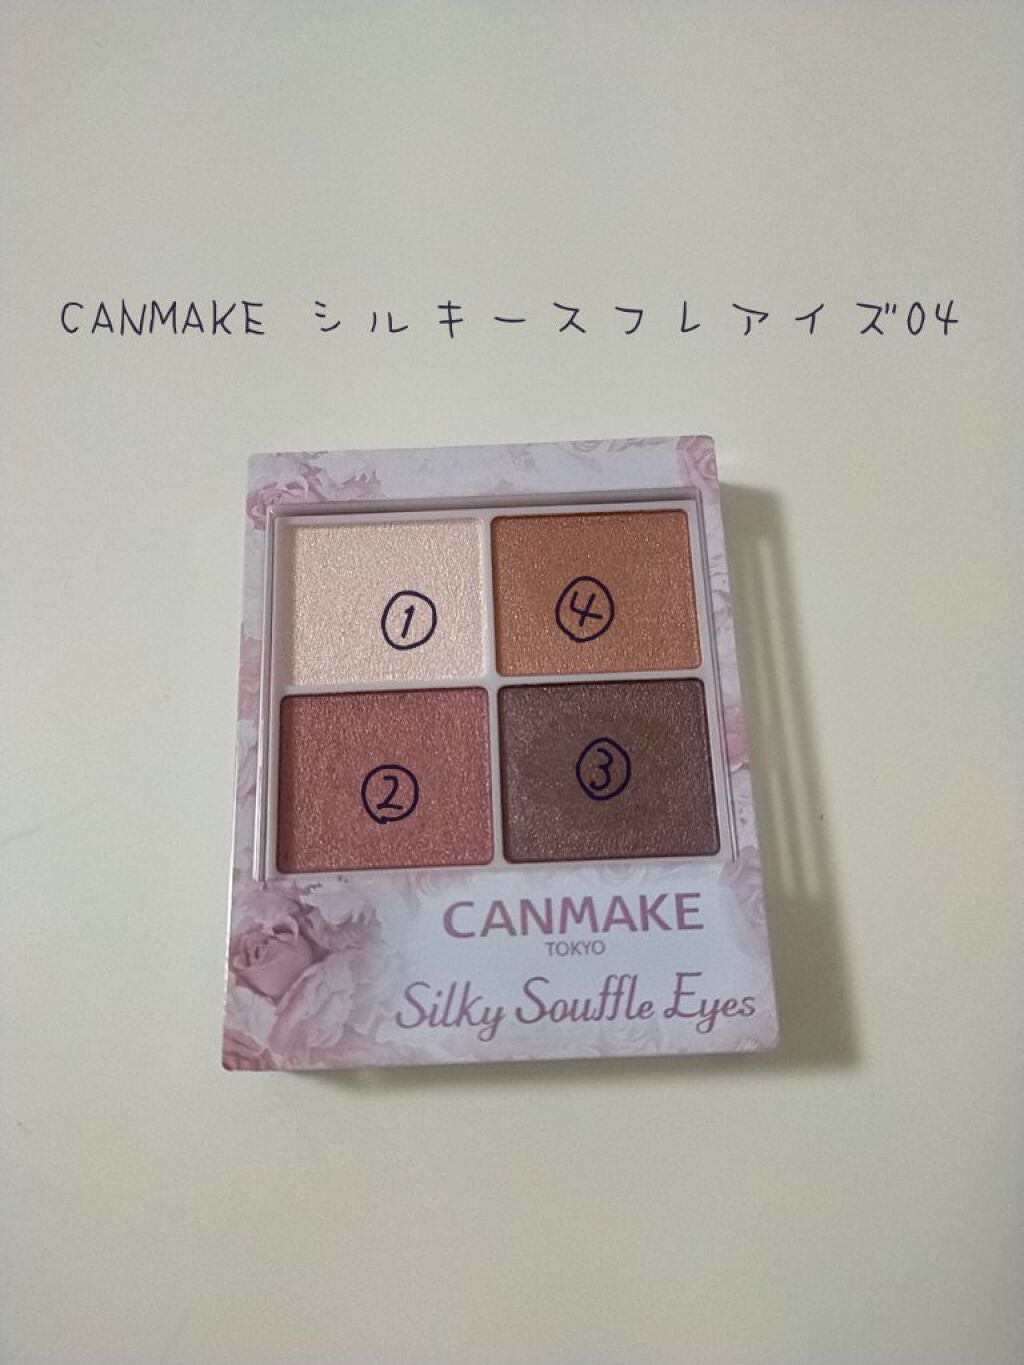 CANMAKE シルキースフレアイズ04
① ④
② ③
CANMAKE
TOKYO
Silky Souffle Eyes